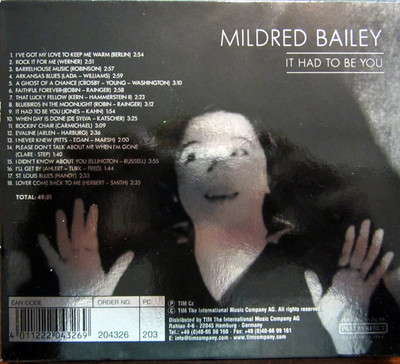 MILDRED BAILEY
IT HAD TO BE YOU
1. I'VE GOT MY LOVE TO KEEP ME WARM (BERLIN) 2:54
2. ROCK IT FOR ME (WERNER) 2:51
3. BARRELHOUSE MUSIC (ROBINSON) 2:57
4. ARKANSAS BLUES (LADA – WILLIAMS) 2:59
5. A GHOST OF A CHANCE (CROSBY – YOUNG – WASHINGTON) 3:10
6. FAITHFUL FOREVER (ROBIN – RAINGER) 2:58
7. THAT LUCKY FELLOW (KERN – HAMMERSTEIN II) 2:23
8. BLUEBIRDS IN THE MOONLIGHT (ROBIN – RAINGER) 3:12
9. IT HAD TO BE YOU (JONES – KAHN) 1:54
10. WHEN DAY IS DONE (DE SYLVA – KATSCHER) 3:25
11. ROCKIN' CHAIR (CARMICHAEL) 3:09
12. EVALINE (ARLEN – HARBURG) 2:36
13. I NEVER KNEW (PITTS – EGAN – MARSH) 2:00
14. PLEASE DON'T TALK ABOUT ME WHEN I'M GONE
(CLARE - STEP) 1:40
15. I DIDN'T KNOW ABOUT YOU (ELLINGTON – RUSSELL) 3:55
16. I'LL GET BY (AHLERT – TURK – FRED) 1:44
17. ST. LOUIS BLUES (HANDY) 2:33
18. LOVER COME BACK TO ME (HERBERT – SMITH) 2:35
TOTAL: 49:01
EAN CODE
ORDER NO.
PC
4 011222 043269
204326
203
TIM Cz
TIM The International Music Company AG. All rights reserved.
Distributed by TIM The International Music Company AG
Rahlau 4-6 - 22045 Hamburg - Germany
Email: info@timcompany.com - www.timcompany.com